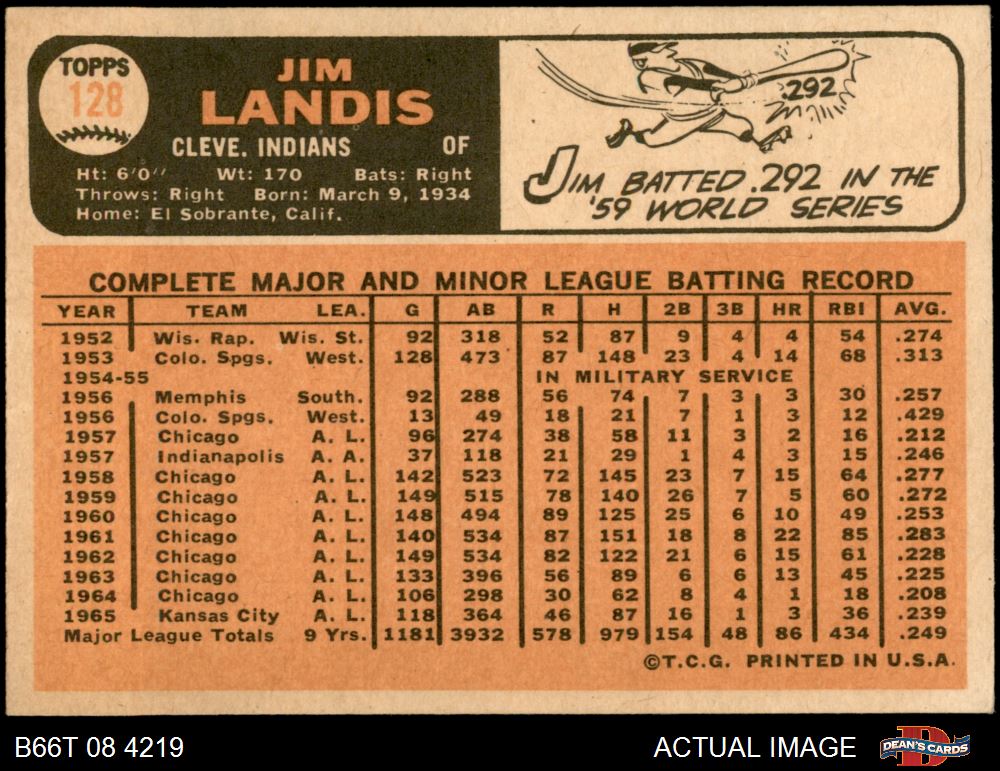 TOPPS
128
JIM
LANDIS
CLEVE. INDIANS OF
Ht: 6'0" Wt: 170 Bats: Right
Throws: Right Born: March 9, 1934
Home: El Sobrante, Calif.
.292
JIM BATTED .292 IN THE
'59 WORLD SERIES
COMPLETE MAJOR AND MINOR LEAGUE BATTING RECORD
YEAR TEAM LEA. G AB R H 2B 3B HR RBI AVG.
1952 Wis. Rap. Wis. St. 92 318 52 87 9 4 4 54 .274
1953 Colo. Spgs. West. 128 473 87 148 23 4 14 68 .313
1954-55 IN MILITARY SERVICE
1956 Memphis South. 92 288 56 74 7 3 3 30 .257
1956 Colo. Spgs. West. 13 49 18 21 7 1 3 12 .429
1957 Chicago A. L. 96 274 38 58 11 3 2 16 .212
1957 Indianapolis A. A. 37 118 21 29 1 4 3 15 .246
1958 Chicago A. L. 142 523 72 145 23 7 15 64 .277
1959 Chicago A. L. 149 515 78 140 26 7 5 60 .272
1960 Chicago A. L. 148 494 89 125 25 6 10 49 .253
1961 Chicago A. L. 140 534 87 151 18 8 22 85 .283
1962 Chicago A. L. 149 534 82 122 21 6 15 61 .228
1963 Chicago A. L. 133 396 56 89 6 6 13 45 .225
1964 Chicago A. L. 106 298 30 62 8 4 1 18 .208
1965 Kansas City A. L. 118 364 46 87 16 1 3 36 .239
Major League Totals 9 Yrs. 1181 3932 578 979 154 48 86 434 .249
©T.C.G. PRINTED IN U.S.A.
B66T 08 4219 ACTUAL IMAGE DEAN'S CARDS